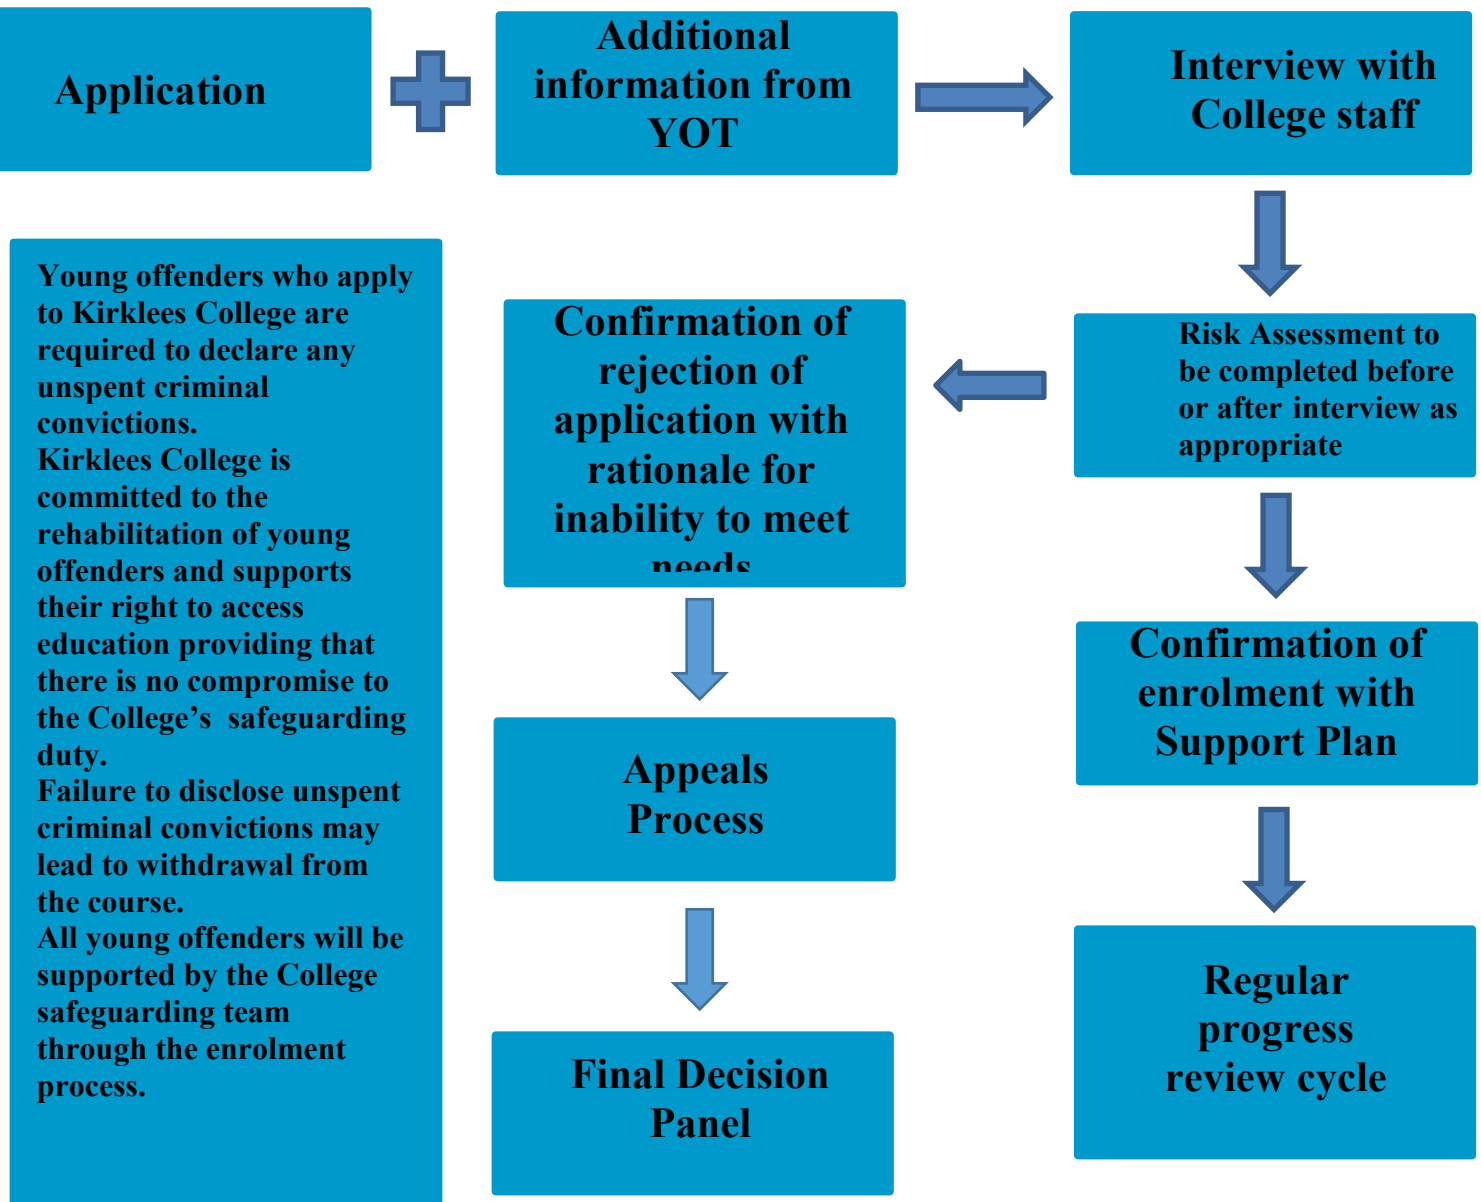 Application
Additional
information from
YOT
Interview with
College staff
Young offenders who apply
to Kirklees College are
required to declare any
unspent criminal
convictions.
Kirklees College is
committed to the
rehabilitation of young
offenders and supports
their right to access
education providing that
there is no compromise to
the College’s safeguarding
duty.
Failure to disclose unspent
criminal convictions may
lead to withdrawal from
the course.
All young offenders will be
supported by the College
safeguarding team
through the enrolment
process.
Confirmation of
rejection of
application with
rationale for
inability to meet
needs
Risk Assessment to
be completed before
or after interview as
appropriate
Appeals
Process
Confirmation of
enrolment with
Support Plan
Final Decision
Panel
Regular
progress
review cycle